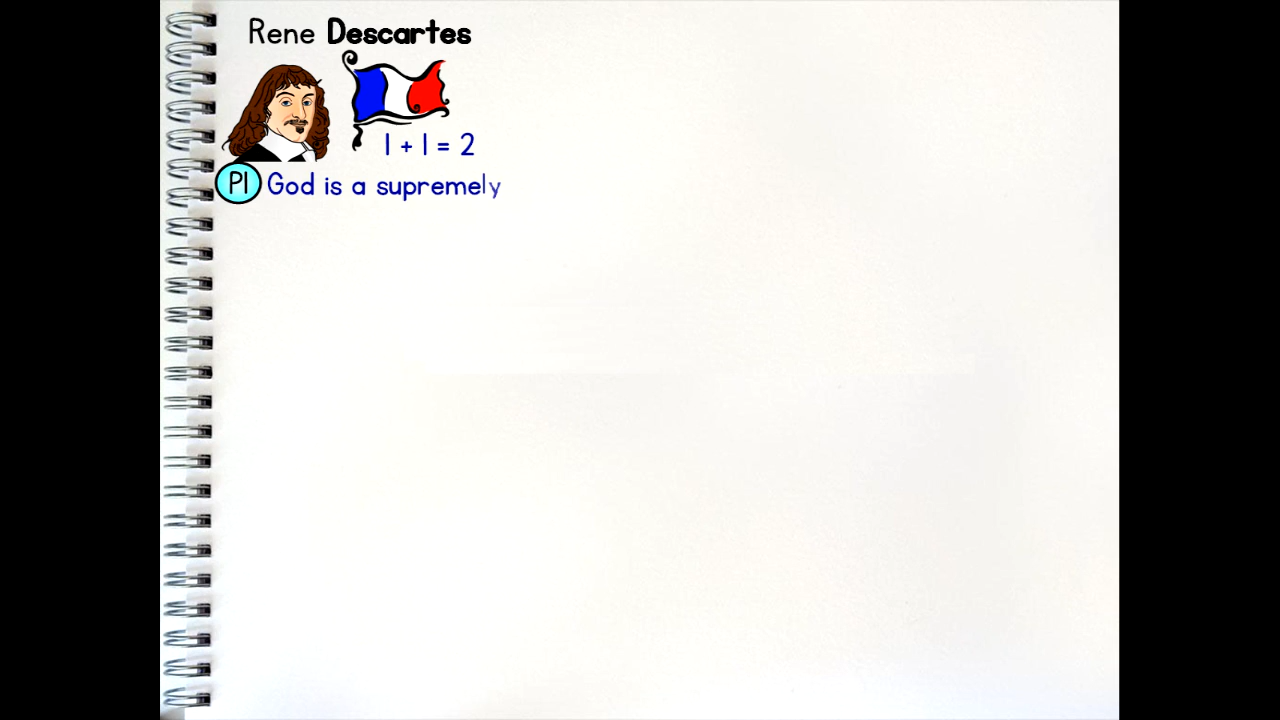 Rene Descartes
1 + 1 = 2
P1 God is a supremely